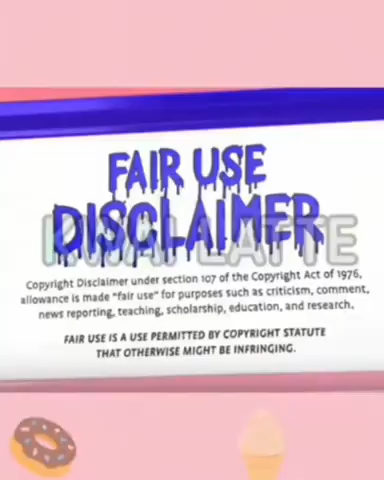 FAIR USE
DISCLAIMER
KWAI LATTE
Copyright Disclaimer under section 107 of the Copyright Act of 1976,
allowance is made "fair use" for purposes such as criticism, comment,
news reporting, teaching, scholarship, education, and research.
FAIR USE IS A USE PERMITTED BY COPYRIGHT STATUTE
THAT OTHERWISE MIGHT BE INFRINGING.